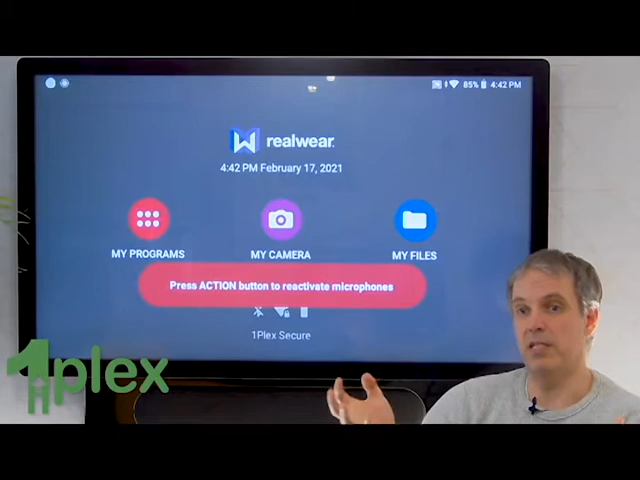 85% 4:42 PM
realwear
4:42 PM February 17, 2021
MY PROGRAMS
MY CAMERA
MY FILES
Press ACTION button to reactivate microphones
1Plex Secure
1plex